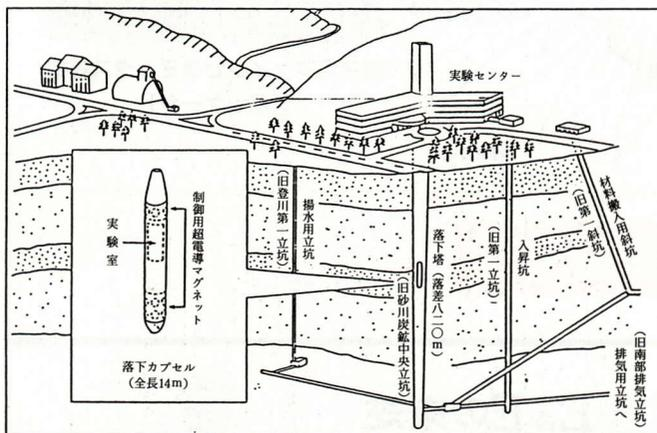 実験センター
制御用超電導マグネット
実験室
落下カプセル
(全長14m)
揚水用立坑
(旧登川第一立坑)
落下塔(落差八二〇m)
(旧砂川炭鉱中央立坑)
入昇坑
(旧第一立坑)
材料搬入用斜坑
(旧第一斜坑)
(旧南部排気立坑)
排気用立坑へ